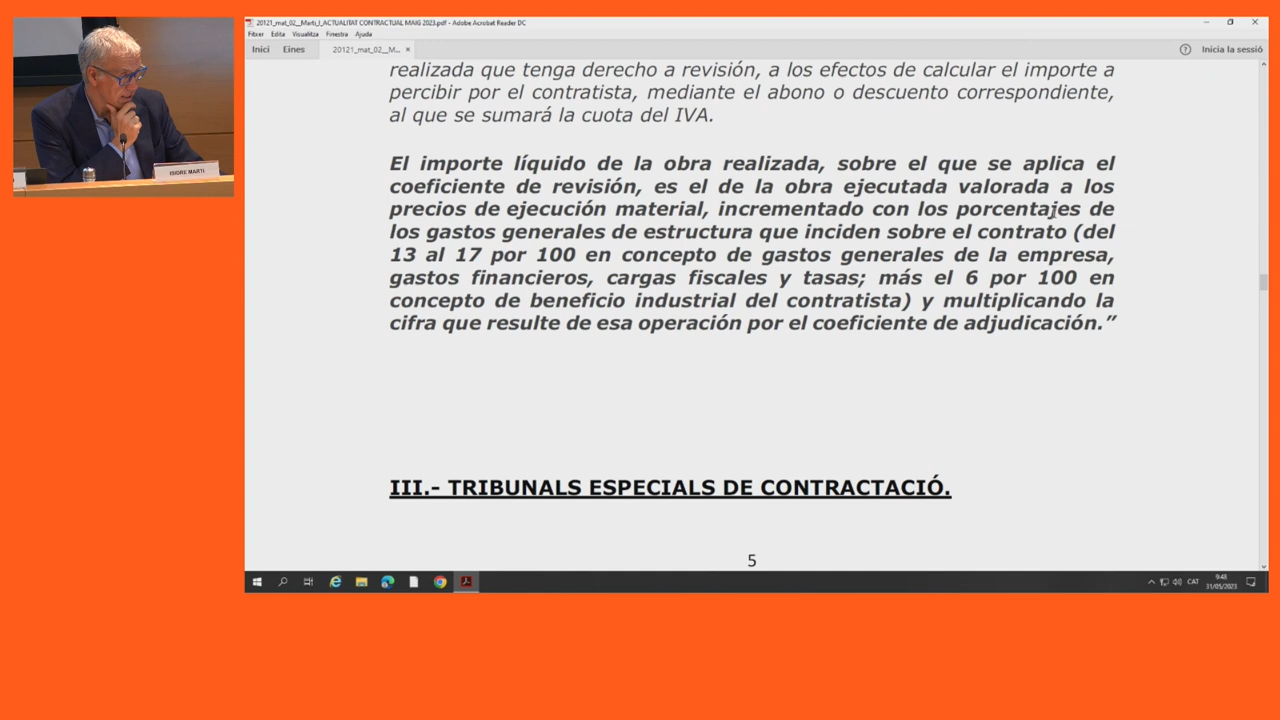 20121_mat_02__Marti_I_ACTUALITAT CONTRACTUAL MAIG 2023.pdf - Adobe Acrobat Reader DC
Fitxer Edita Visualitza Finestra Ajuda
Inici Eines 20121_mat_02__M... × Inicia la sessió
realizada que tenga derecho a revisión, a los efectos de calcular el importe a
percibir por el contratista, mediante el abono o descuento correspondiente,
al que se sumará la cuota del IVA.
El importe líquido de la obra realizada, sobre el que se aplica el
coeficiente de revisión, es el de la obra ejecutada valorada a los
precios de ejecución material, incrementado con los porcentajes de
los gastos generales de estructura que inciden sobre el contrato (del
13 al 17 por 100 en concepto de gastos generales de la empresa,
gastos financieros, cargas fiscales y tasas; más el 6 por 100 en
concepto de beneficio industrial del contratista) y multiplicando la
cifra que resulte de esa operación por el coeficiente de adjudicación.”
III.- TRIBUNALS ESPECIALS DE CONTRACTACIÓ.
5
CAT
9:48
31/05/2023
ISIDRE MARTI